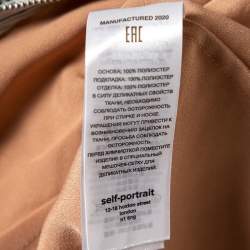 MANUFACTURED 2020
EAC
ОСНОВА: 100% ПОЛИЭСТЕР
ПОДКЛАДКА: 100% ПОЛИЭСТЕР
ОТДЕЛКА: 100% ПОЛИЭСТЕР
В СИЛУ ДЕЛИКАТНЫХ СВОЙСТВ
ТКАНИ, НЕОБХОДИМО
СОБЛЮДАТЬ ОСТОРОЖНОСТЬ
ПРИ СТИРКЕ И НОСКЕ.
УКРАШЕНИЯ МОГУТ ПРИВЕСТИ К
ВОЗНИКНОВЕНИЮ ЗАЦЕПОК НА
ТКАНИ, ПРОСЬБА СОБЛЮДАТЬ
ОСТОРОЖНОСТЬ.
ПЕРЕД ХИМЧИСТКОЙ ПОМЕСТИТЕ
ИЗДЕЛИЕ В СПЕЦИАЛЬНЫЙ
МЕШОЧЕК-СЕТКУ ДЛЯ
ДЕЛИКАТНЫХ ИЗДЕЛИЙ.
self-portrait
12-18 hoxton street
london
n1 6ng